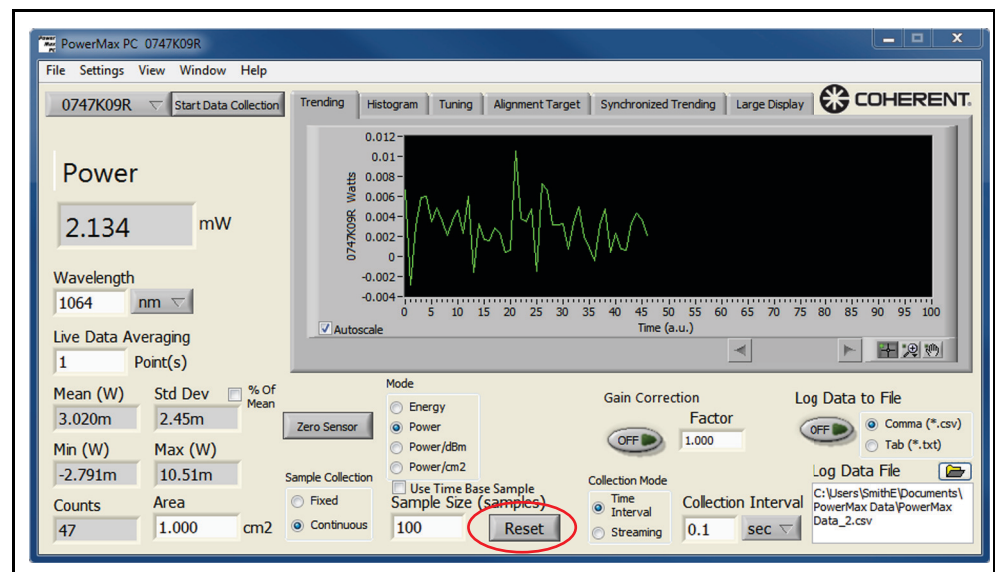 PowerMax PC 0747K09R
File Settings View Window Help
0747K09R
Start Data Collection
Trending
Histogram
Tuning
Alignment Target
Synchronized Trending
Large Display
COHERENT.
Power
2.134 mW
Wavelength
1064 nm
Live Data Averaging
1 Point(s)
Mean (W) Std Dev % Of Mean
3.020m 2.45m
Min (W) Max (W)
-2.791m 10.51m
Counts Area
47 1.000 cm2
0747K09R Watts
0.012
0.01
0.008
0.006
0.004
0.002
0
-0.002
-0.004
0 5 10 15 20 25 30 35 40 45 50 55 60 65 70 75 80 85 90 95 100
Time (a.u.)
Autoscale
Zero Sensor
Sample Collection
Fixed
Continuous
Mode
Energy
Power
Power/dBm
Power/cm2
Use Time Base Sample
Sample Size (samples)
100 Reset
Gain Correction
OFF
Factor
1.000
Collection Mode
Time Interval
Streaming
Collection Interval
0.1 sec
Log Data to File
OFF
Comma (*.csv)
Tab (*.txt)
Log Data File
C:\Users\SmithE\Documents\
PowerMax Data\PowerMax
Data_2.csv